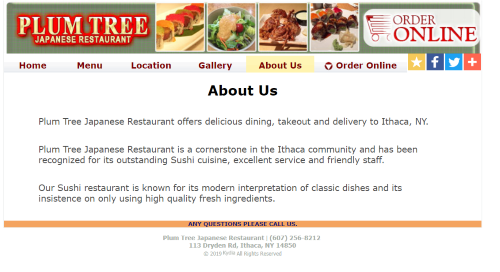 PLUM TREE
JAPANESE RESTAURANT
ORDER
ONLINE
Home Menu Location Gallery About Us Order Online
About Us
Plum Tree Japanese Restaurant offers delicious dining, takeout and delivery to Ithaca, NY.
Plum Tree Japanese Restaurant is a cornerstone in the Ithaca community and has been
recognized for its outstanding Sushi cuisine, excellent service and friendly staff.
Our Sushi restaurant is known for its modern interpretation of classic dishes and its
insistence on only using high quality fresh ingredients.
ANY QUESTIONS PLEASE CALL US.
Plum Tree Japanese Restaurant | (607) 256-8212
113 Dryden Rd, Ithaca, NY 14850
© 2019 All Rights Reserved